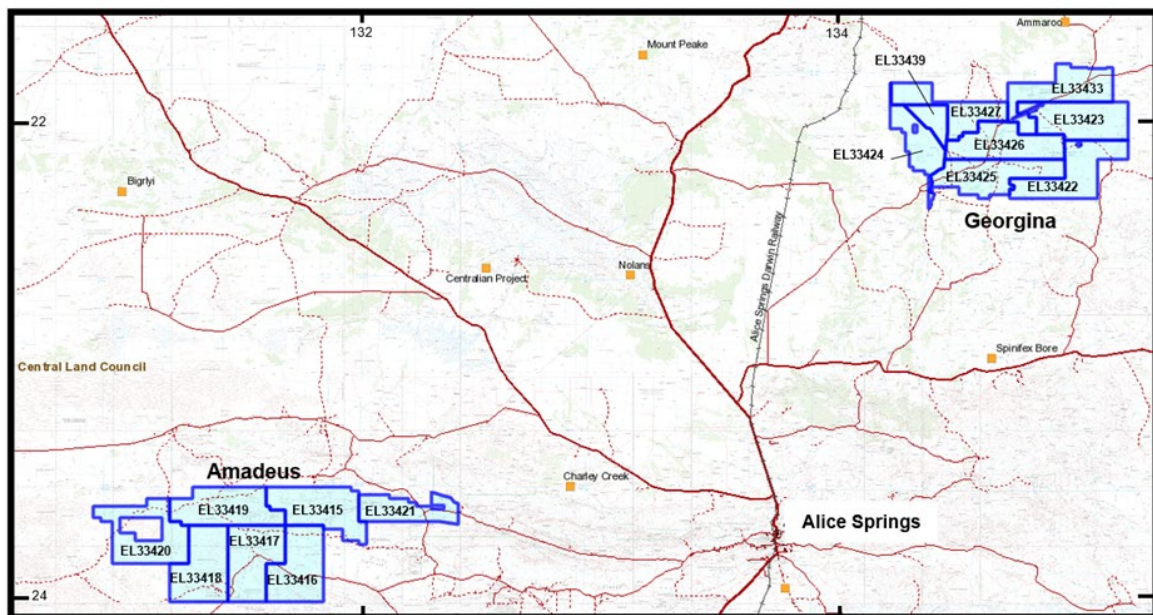 132
134
Ammaroo
Mount Peake
EL33439
EL33433
EL33427
EL33423
22
EL33426
EL33424
EL33425
EL33422
Bigrlyi
Georgina
Alice Springs Darwin Railway
Nolans
Centralian Project
Spinifex Bore
Central Land Council
Amadeus
Charley Creek
EL33419
EL33415
EL33421
Alice Springs
EL33420
EL33417
EL33418
EL33416
24